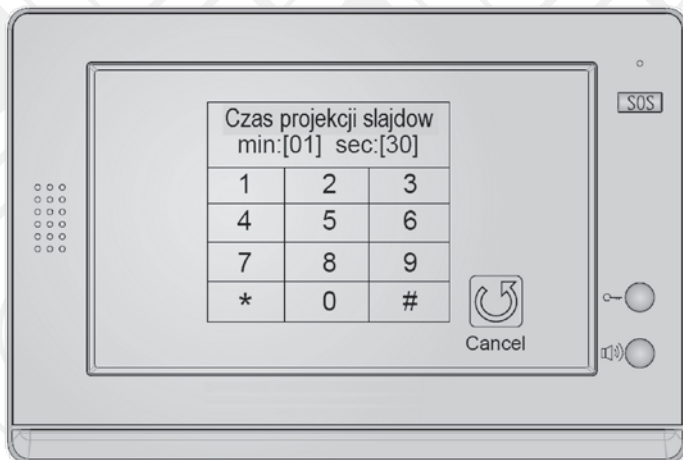 Czas projekcji slajdow
min:[01] sec:[30]
1 2 3
4 5 6
7 8 9
* 0 #
Cancel
SOS